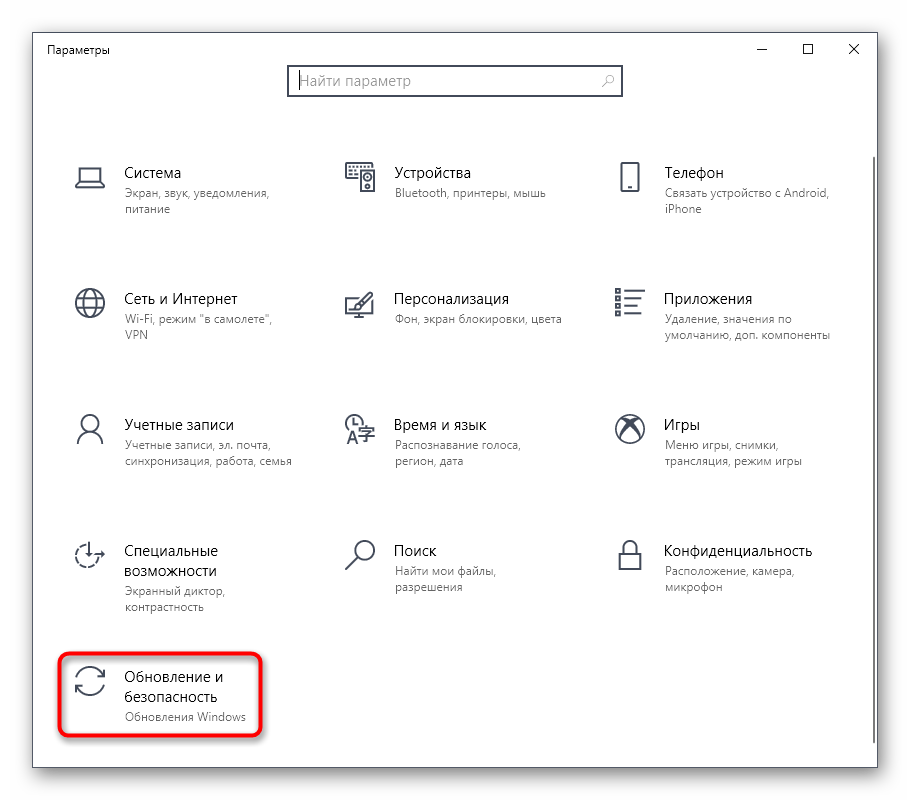 Параметры
Найти параметр
Система
Экран, звук, уведомления,
питание
Устройства
Bluetooth, принтеры, мышь
Телефон
Связать устройство с Android,
iPhone
Сеть и Интернет
Wi-Fi, режим "в самолете",
VPN
Персонализация
Фон, экран блокировки, цвета
Приложения
Удаление, значения по
умолчанию, доп. компоненты
Учетные записи
Учетные записи, эл. почта,
синхронизация, работа, семья
Время и язык
Распознавание голоса,
регион, дата
Игры
Меню игры, снимки,
трансляция, режим игры
Специальные
возможности
Экранный диктор,
контрастность
Поиск
Найти мои файлы,
разрешения
Конфиденциальность
Расположение, камера,
микрофон
Обновление и
безопасность
Обновления Windows